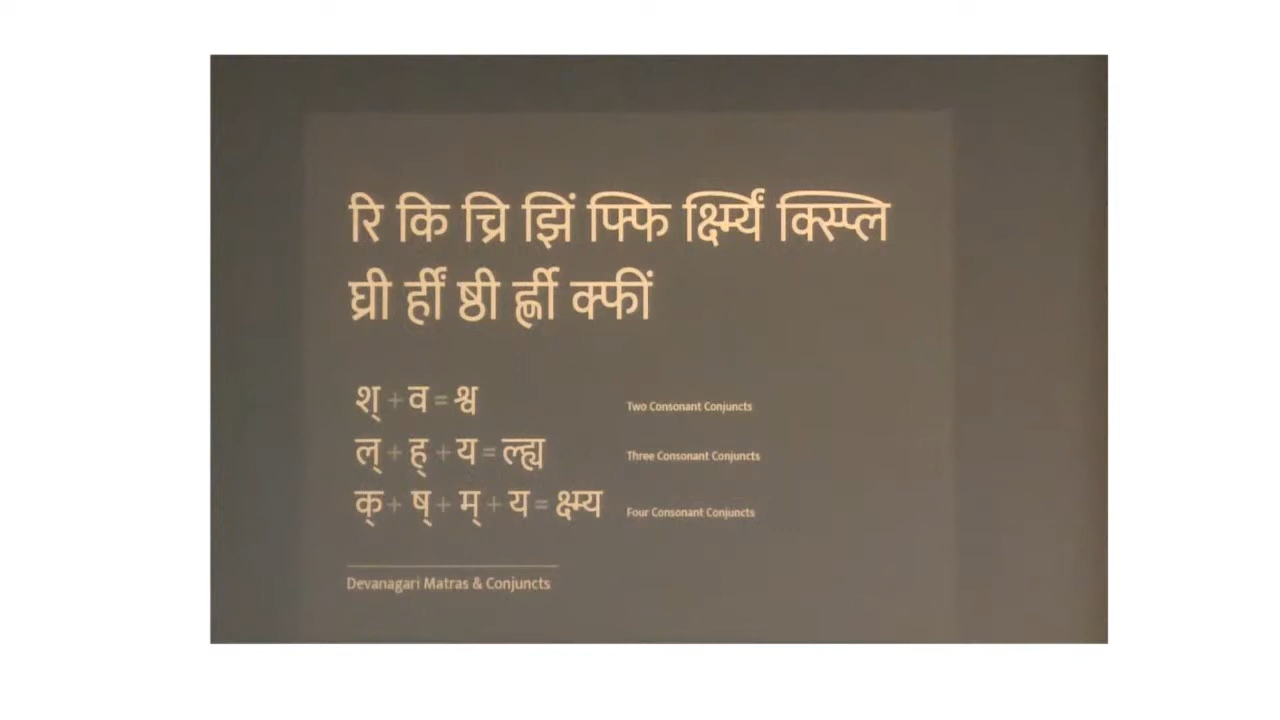 रि कि च्रि झिं फ्फि र्क्ष्म्यिं क्स्प्लि
घ्री र्हीं ष्ठी ह्र्ली क्फीं
श् + व = श्व Two Consonant Conjuncts
ल् + ह् + य = ल्ह्य Three Consonant Conjuncts
क् + ष् + म् + य = क्ष्म्य Four Consonant Conjuncts
Devanagari Matras & Conjuncts